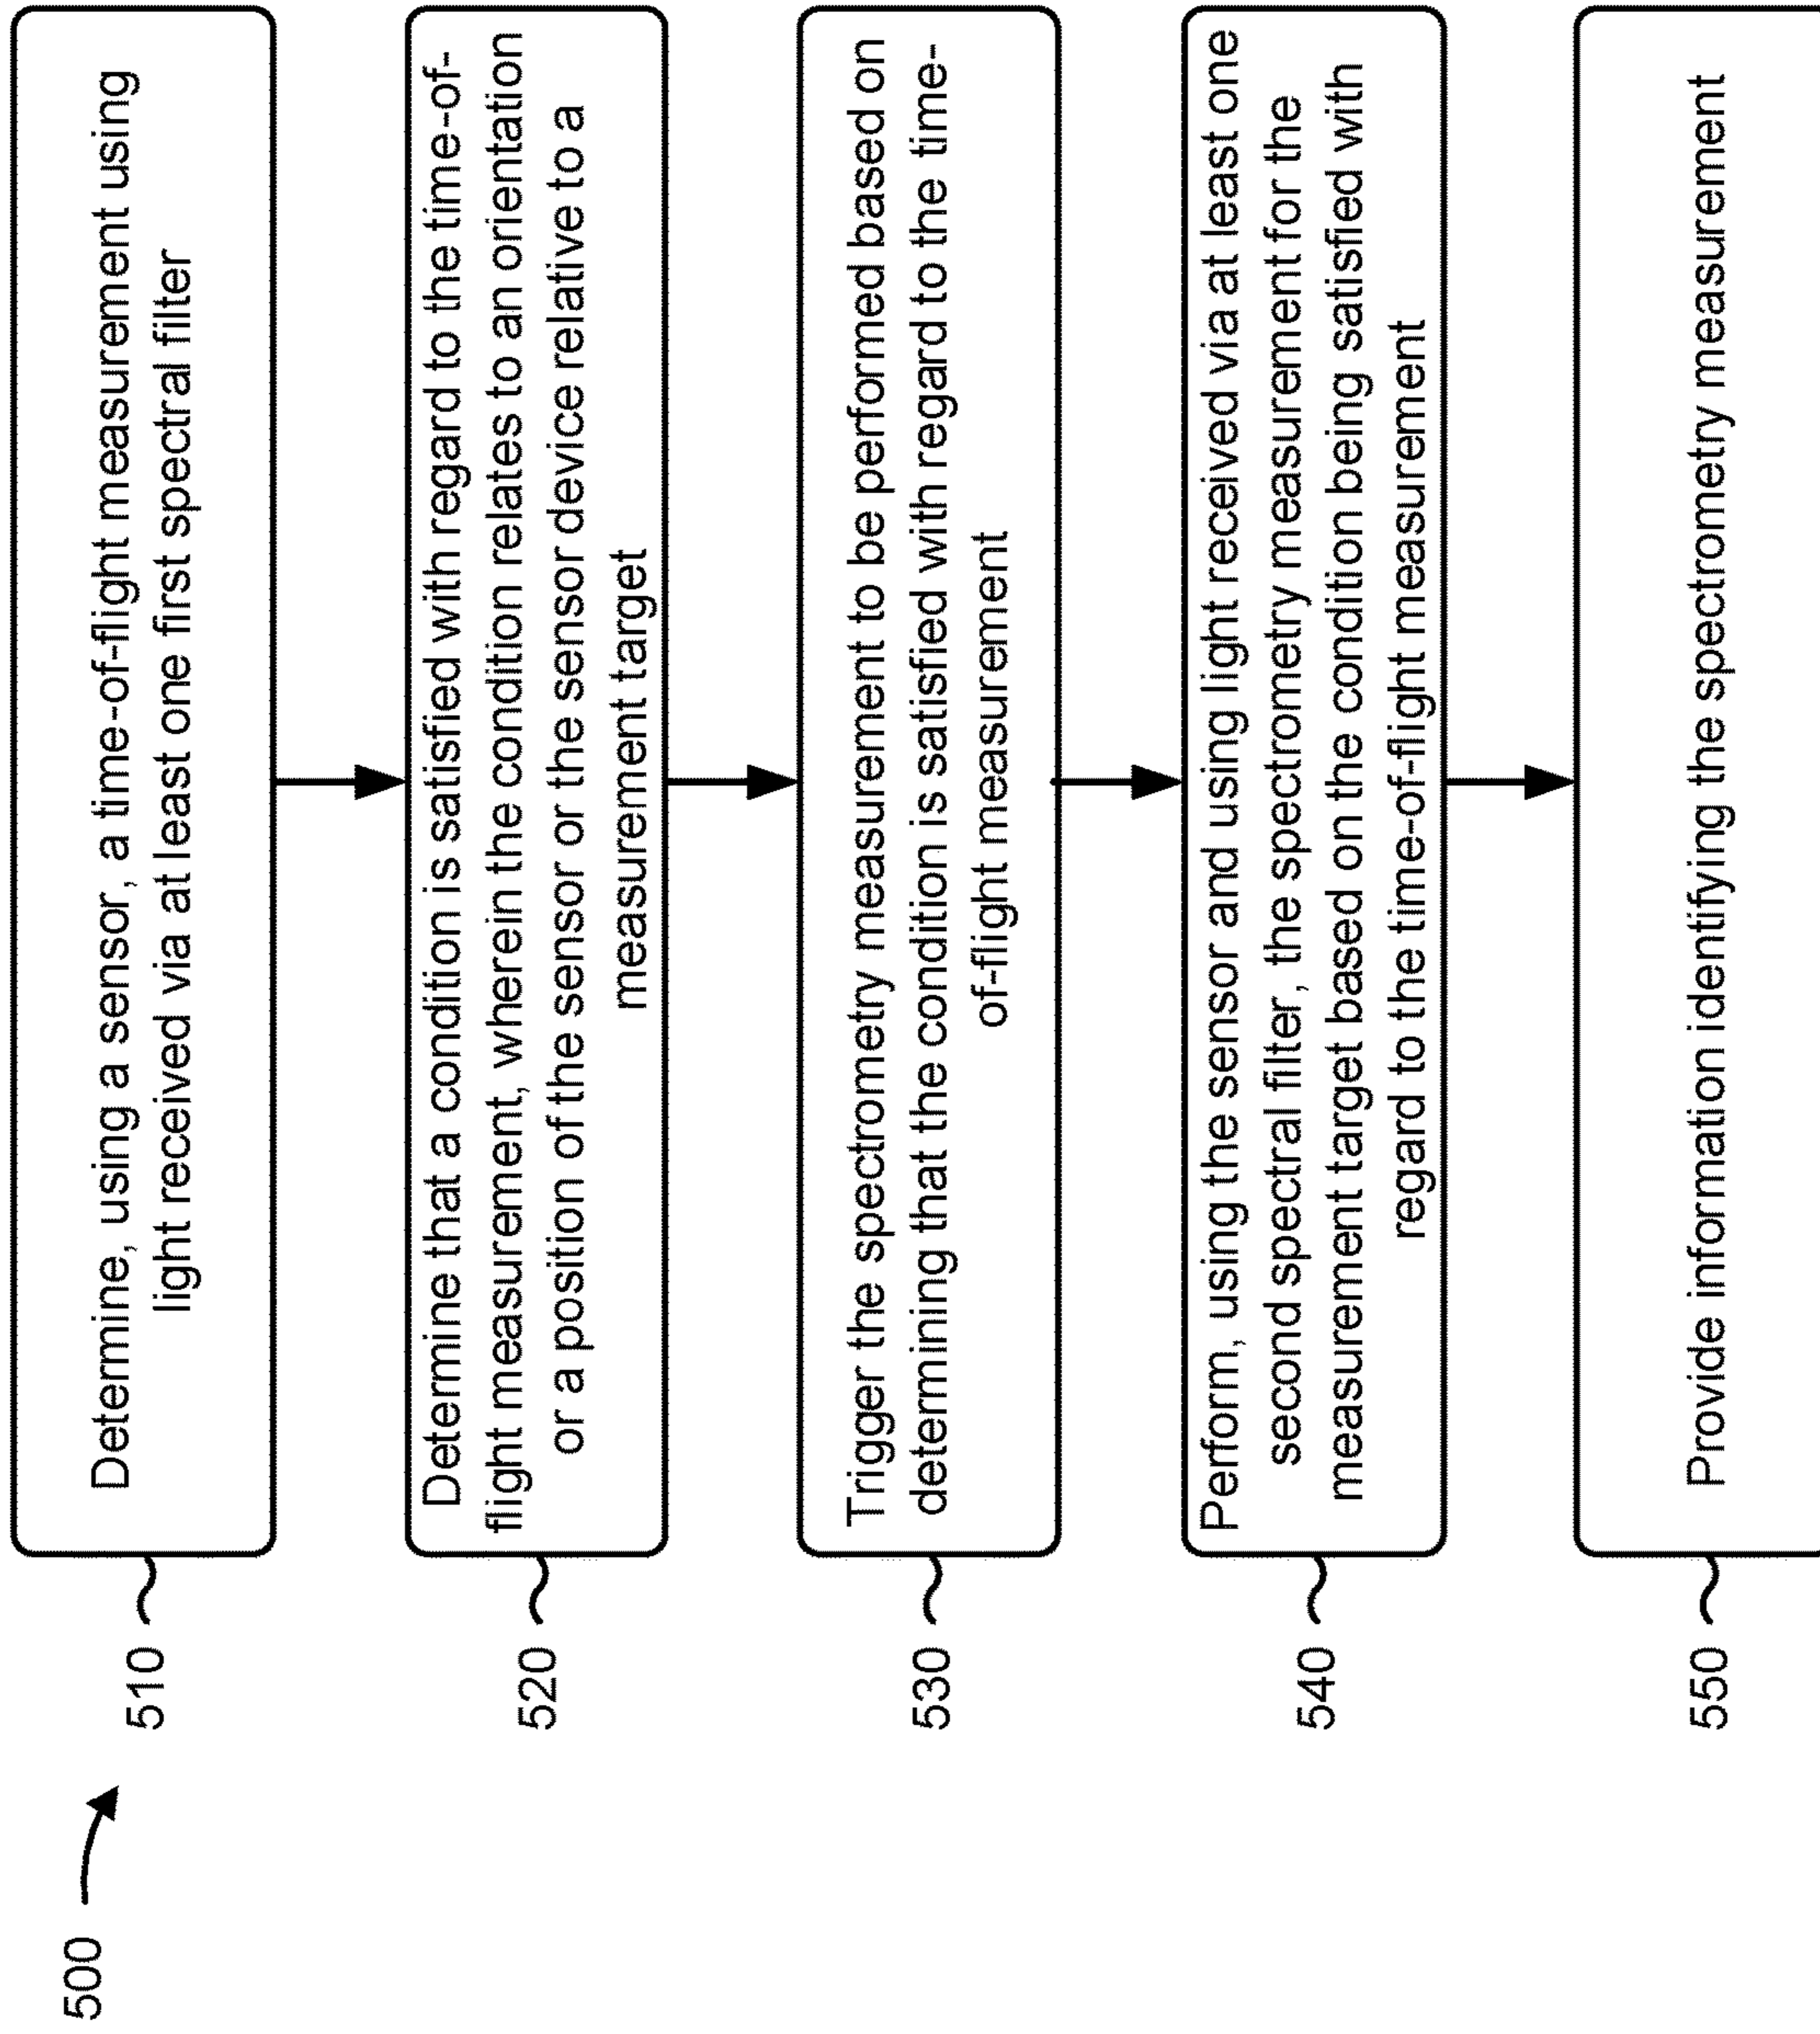 500
510
Determine, using a sensor, a time-of-flight measurement using
light received via at least one first spectral filter
520
Determine that a condition is satisfied with regard to the time-of-
flight measurement, wherein the condition relates to an orientation
or a position of the sensor or the sensor device relative to a
measurement target
530
Trigger the spectrometry measurement to be performed based on
determining that the condition is satisfied with regard to the time-
of-flight measurement
540
Perform, using the sensor and using light received via at least one
second spectral filter, the spectrometry measurement for the
measurement target based on the condition being satisfied with
regard to the time-of-flight measurement
550
Provide information identifying the spectrometry measurement